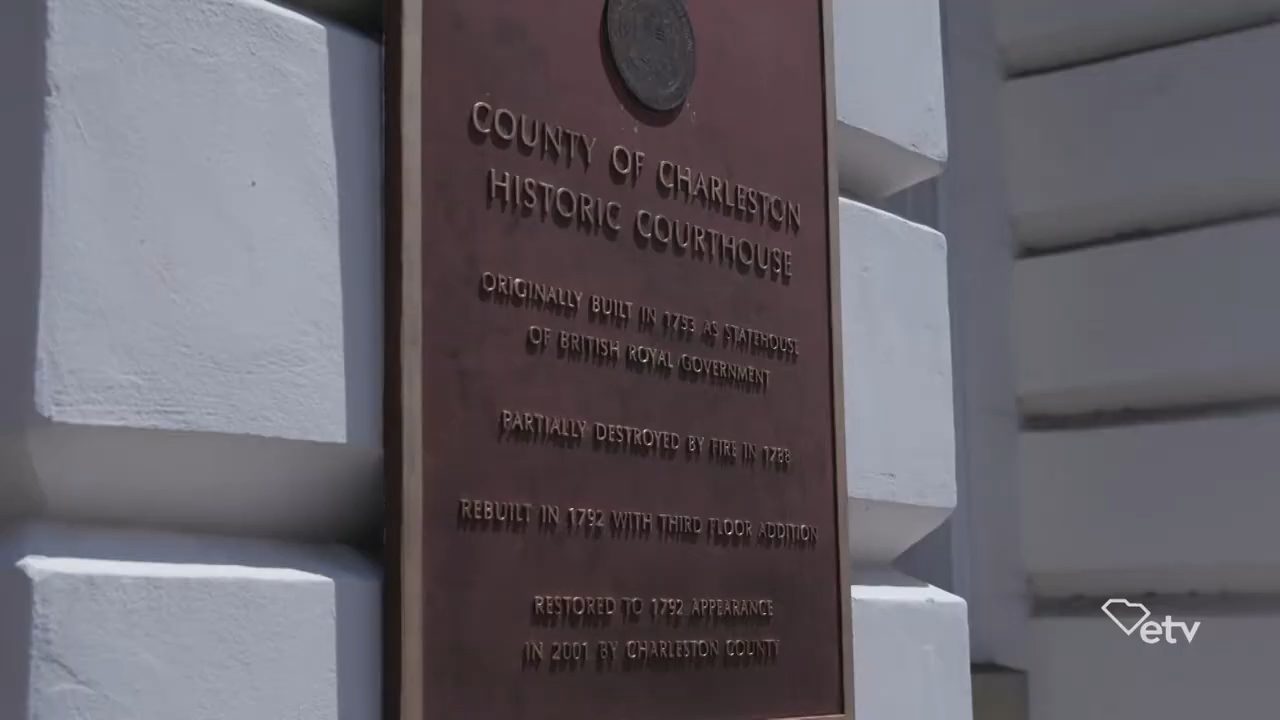 COUNTY OF CHARLESTON
HISTORIC COURTHOUSE
ORIGINALLY BUILT IN 1753 AS STATEHOUSE
OF BRITISH ROYAL GOVERNMENT
PARTIALLY DESTROYED BY FIRE IN 1788
REBUILT IN 1792 WITH THIRD FLOOR ADDITION
RESTORED TO 1792 APPEARANCE
IN 2001 BY CHARLESTON COUNTY
etv